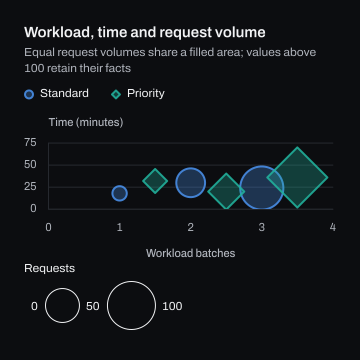 Workload, time and request volume
Equal request volumes share a filled area; values above
100 retain their facts
Standard Priority
Time (minutes)
75
50
25
0
0 1 2 3 4
Workload batches
Requests
0 50 100